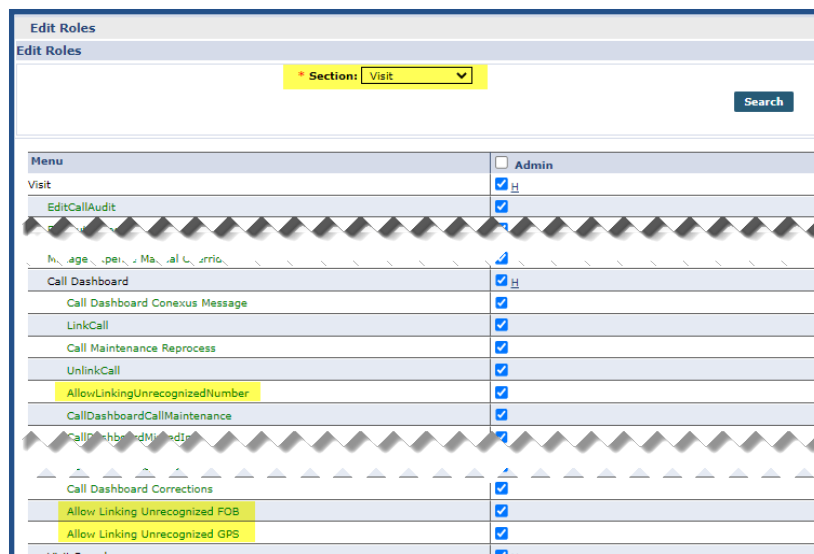 Edit Roles
Edit Roles
* Section: Visit
Search
Menu Admin
Visit H
EditCallAudit
Call Dashboard H
Call Dashboard Conexus Message
LinkCall
Call Maintenance Reprocess
UnlinkCall
AllowLinkingUnrecognizedNumber
CallDashboardCallMaintenance
Call Dashboard Corrections
Allow Linking Unrecognized FOB
Allow Linking Unrecognized GPS